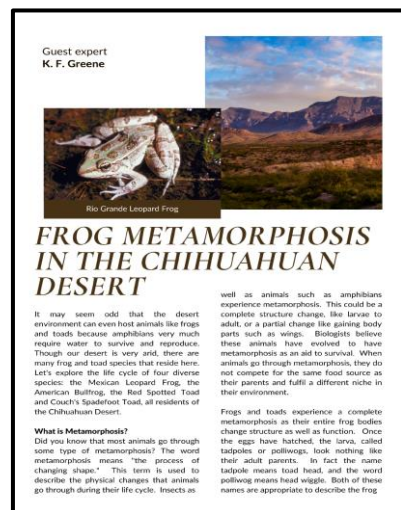 Guest expert
K. F. Greene
Rio Grande Leopard Frog
FROG METAMORPHOSIS
IN THE CHIHUAHUAN
DESERT
It may seem odd that the desert
environment can even host animals like frogs
and toads because amphibians very much
require water to survive and reproduce.
Though our desert is very arid, there are
many frog and toad species that reside here.
Let's explore the life cycle of four diverse
species: the Mexican Leopard Frog, the
American Bullfrog, the Red Spotted Toad
and Couch's Spadefoot Toad, all residents of
the Chihuahuan Desert.
What is Metamorphosis?
Did you know that most animals go through
some type of metamorphosis? The word
metamorphosis means "the process of
changing shape." This term is used to
describe the physical changes that animals
go through during their life cycle. Insects as
well as animals such as amphibians
experience metamorphosis. This could be a
complete structure change, like larvae to
adult, or a partial change like gaining body
parts such as wings. Biologists believe
these animals have evolved to have
metamorphosis as an aid to survival. When
animals go through metamorphosis, they do
not compete for the same food source as
their parents and fulfil a different niche in
their environment.
Frogs and toads experience a complete
metamorphosis as their entire frog bodies
change structure as well as function. Once
the eggs have hatched, the larva, called
tadpoles or polliwogs, look nothing like
their adult parents. In fact the name
tadpole means toad head, and the word
polliwog means head wiggle. Both of these
names are appropriate to describe the frog